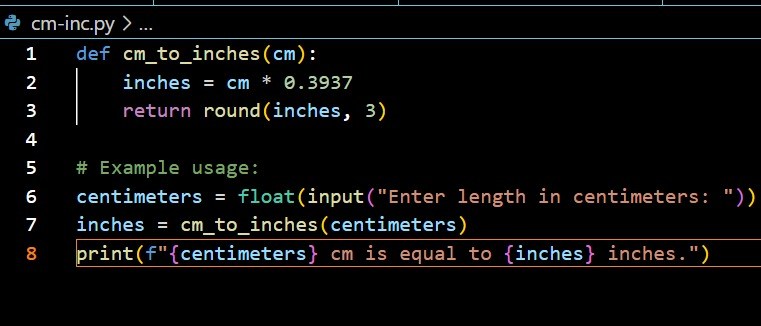 cm-inc.py > ...
1 def cm_to_inches(cm):
2     inches = cm * 0.3937
3     return round(inches, 3)
4
5 # Example usage:
6 centimeters = float(input("Enter length in centimeters: "))
7 inches = cm_to_inches(centimeters)
8 print(f"{centimeters} cm is equal to {inches} inches.")